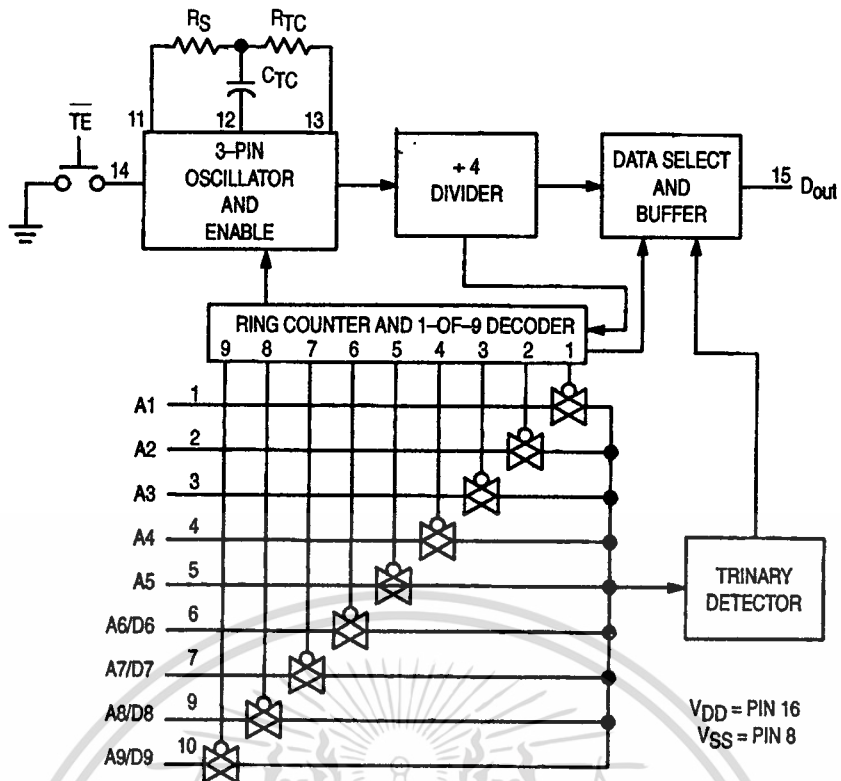 RS RTC
CTC
TE
11 12 13
14
3–PIN
OSCILLATOR
AND
ENABLE
÷ 4
DIVIDER
DATA SELECT
AND
BUFFER
15 Dout
RING COUNTER AND 1–OF–9 DECODER
9 8 7 6 5 4 3 2 1
A1 1
A2 2
A3 3
A4 4
A5 5
A6/D6 6
A7/D7 7
A8/D8 9
A9/D9 10
TRINARY
DETECTOR
VDD = PIN 16
VSS = PIN 8